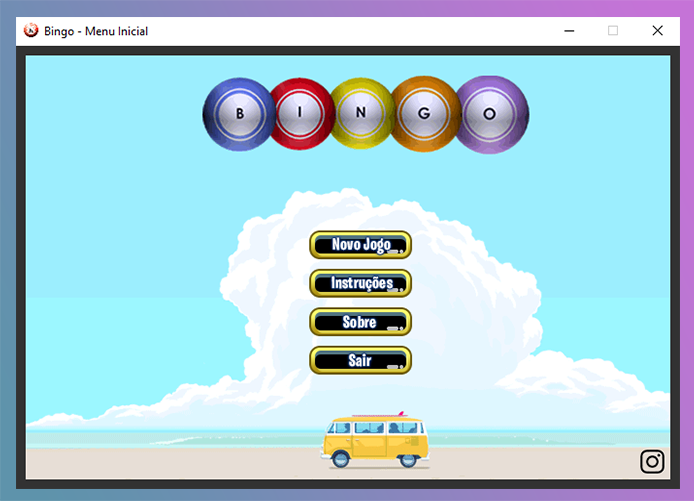 Bingo - Menu Inicial
B I N G O
Novo Jogo
Instruções
Sobre
Sair